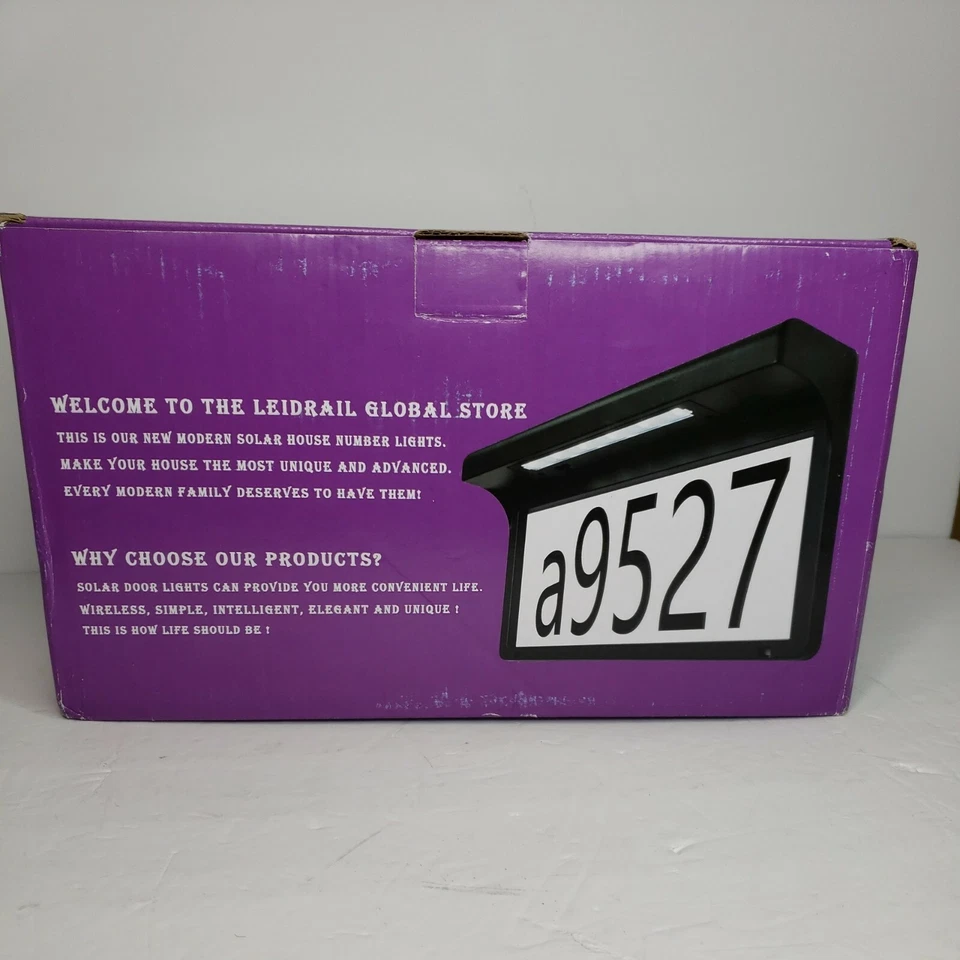 WELCOME TO THE LEIDRAIL GLOBAL STORE
THIS IS OUR NEW MODERN SOLAR HOUSE NUMBER LIGHTS.
MAKE YOUR HOUSE THE MOST UNIQUE AND ADVANCED.
EVERY MODERN FAMILY DESERVES TO HAVE THEM!
WHY CHOOSE OUR PRODUCTS?
SOLAR DOOR LIGHTS CAN PROVIDE YOU MORE CONVENIENT LIFE.
WIRELESS, SIMPLE, INTELLIGENT, ELEGANT AND UNIQUE !
THIS IS HOW LIFE SHOULD BE !
a9527